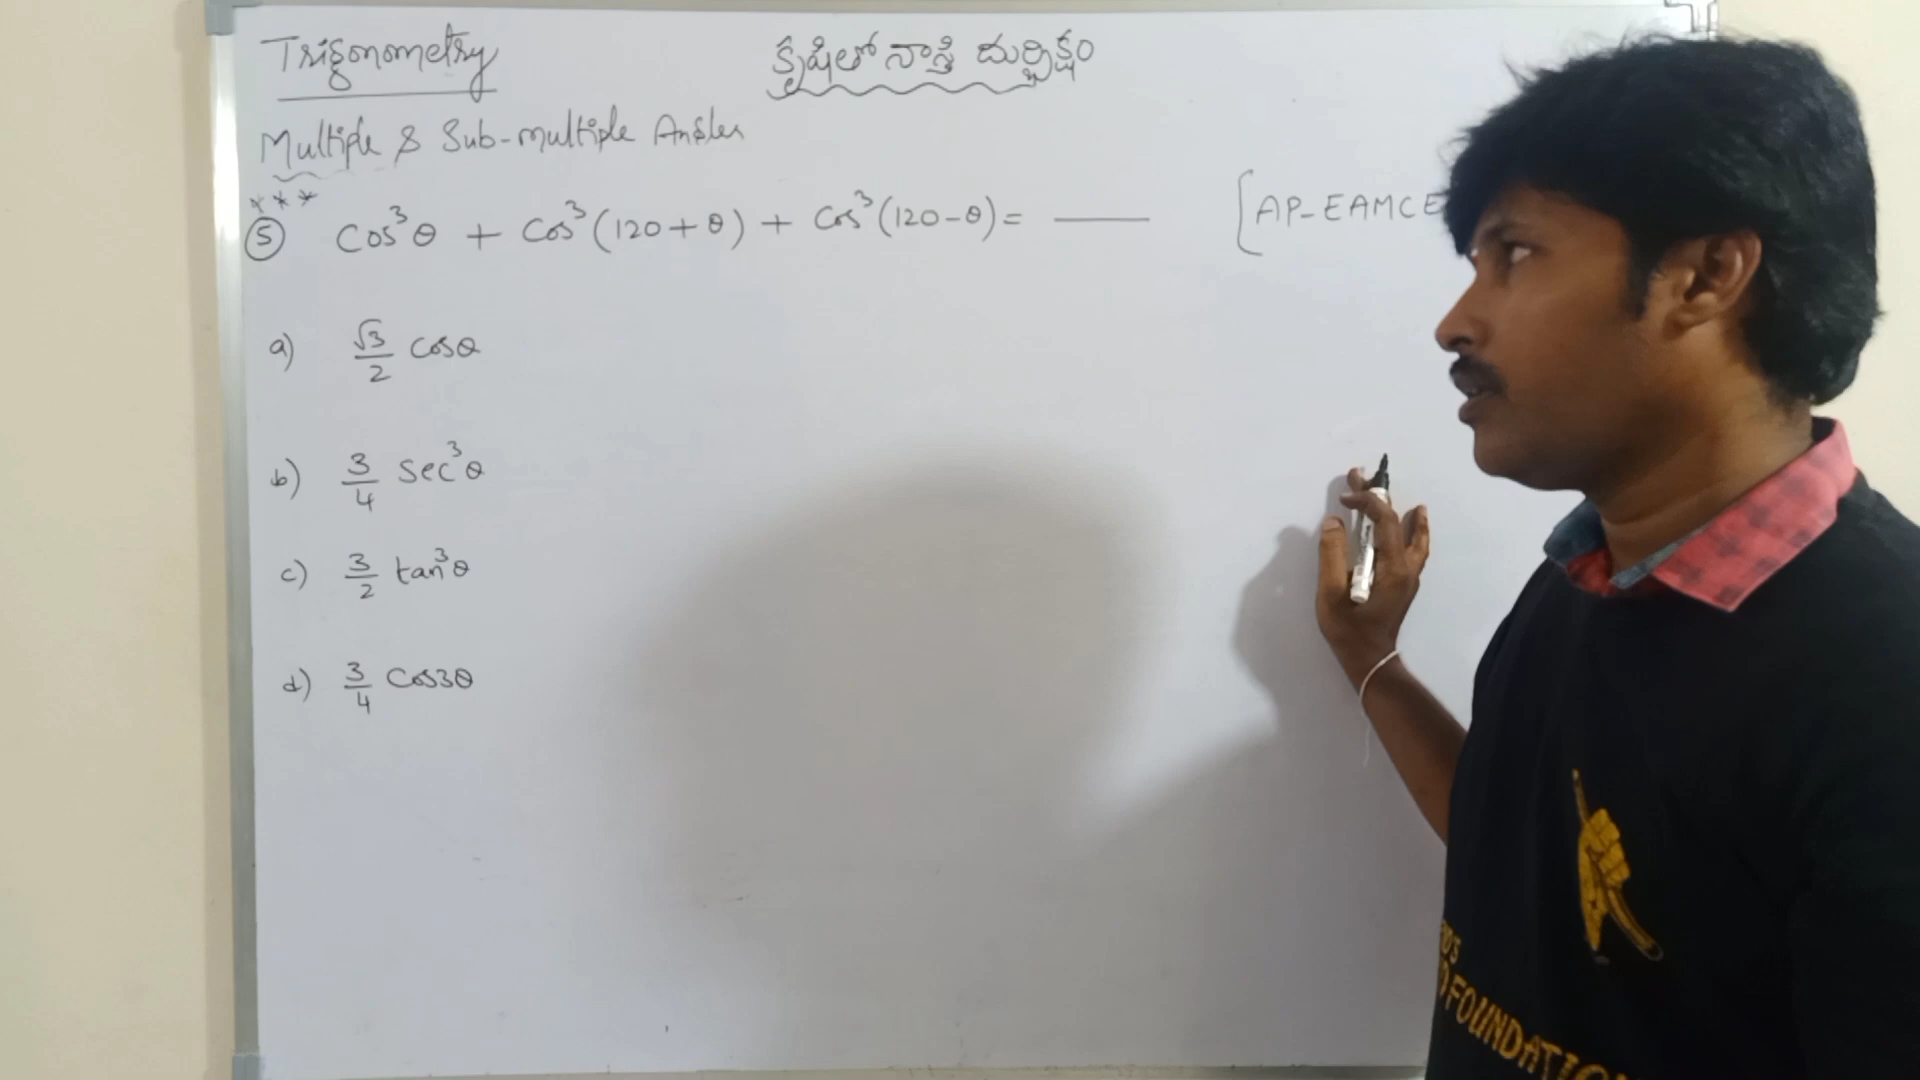 Trigonometry
కృషితో నాస్తి దుర్భిక్షం
Multiple & Sub-multiple Angles
***
⑤ Cos³θ + Cos³(120+θ) + Cos³(120-θ) = ____ [AP-EAMCE
a) √3/2 cosθ
b) 3/4 sec³θ
c) 3/2 tan³θ
d) 3/4 Cos3θ
FOUNDATIO